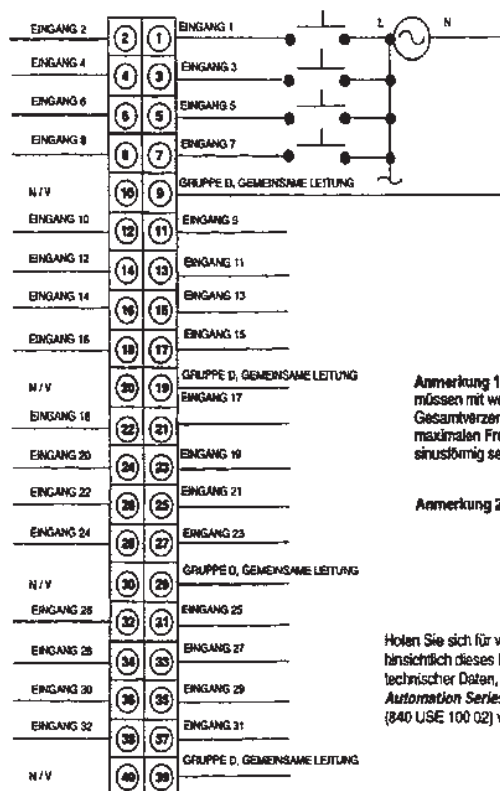 EINGANG 2 2 1 EINGANG 1 L N
EINGANG 4 4 3 EINGANG 3
EINGANG 6 6 5 EINGANG 5
EINGANG 8 8 7 EINGANG 7
N/V 10 9 GRUPPE D, GEMEINSAME LEITUNG
EINGANG 10 12 11 EINGANG 9
EINGANG 12 14 13 EINGANG 11
EINGANG 14 16 15 EINGANG 13
EINGANG 16 18 17 EINGANG 15
N/V 20 19 GRUPPE D, GEMEINSAME LEITUNG
EINGANG 18 22 21 EINGANG 17
EINGANG 20 24 23 EINGANG 19
EINGANG 22 26 25 EINGANG 21
EINGANG 24 28 27 EINGANG 23
N/V 30 29 GRUPPE D, GEMEINSAME LEITUNG
EINGANG 26 32 31 EINGANG 25
EINGANG 28 34 33 EINGANG 27
EINGANG 30 36 35 EINGANG 29
EINGANG 32 38 37 EINGANG 31
N/V 40 39 GRUPPE D, GEMEINSAME LEITUNG
Anmerkung 1
müssen mit we
Gesamtverzer
maximalen Fre
sinusförmig se
Anmerkung 2
Holen Sie sich für v
hinsichtlich dieses
technischer Daten,
Automation Series
(840 USE 100 02) v